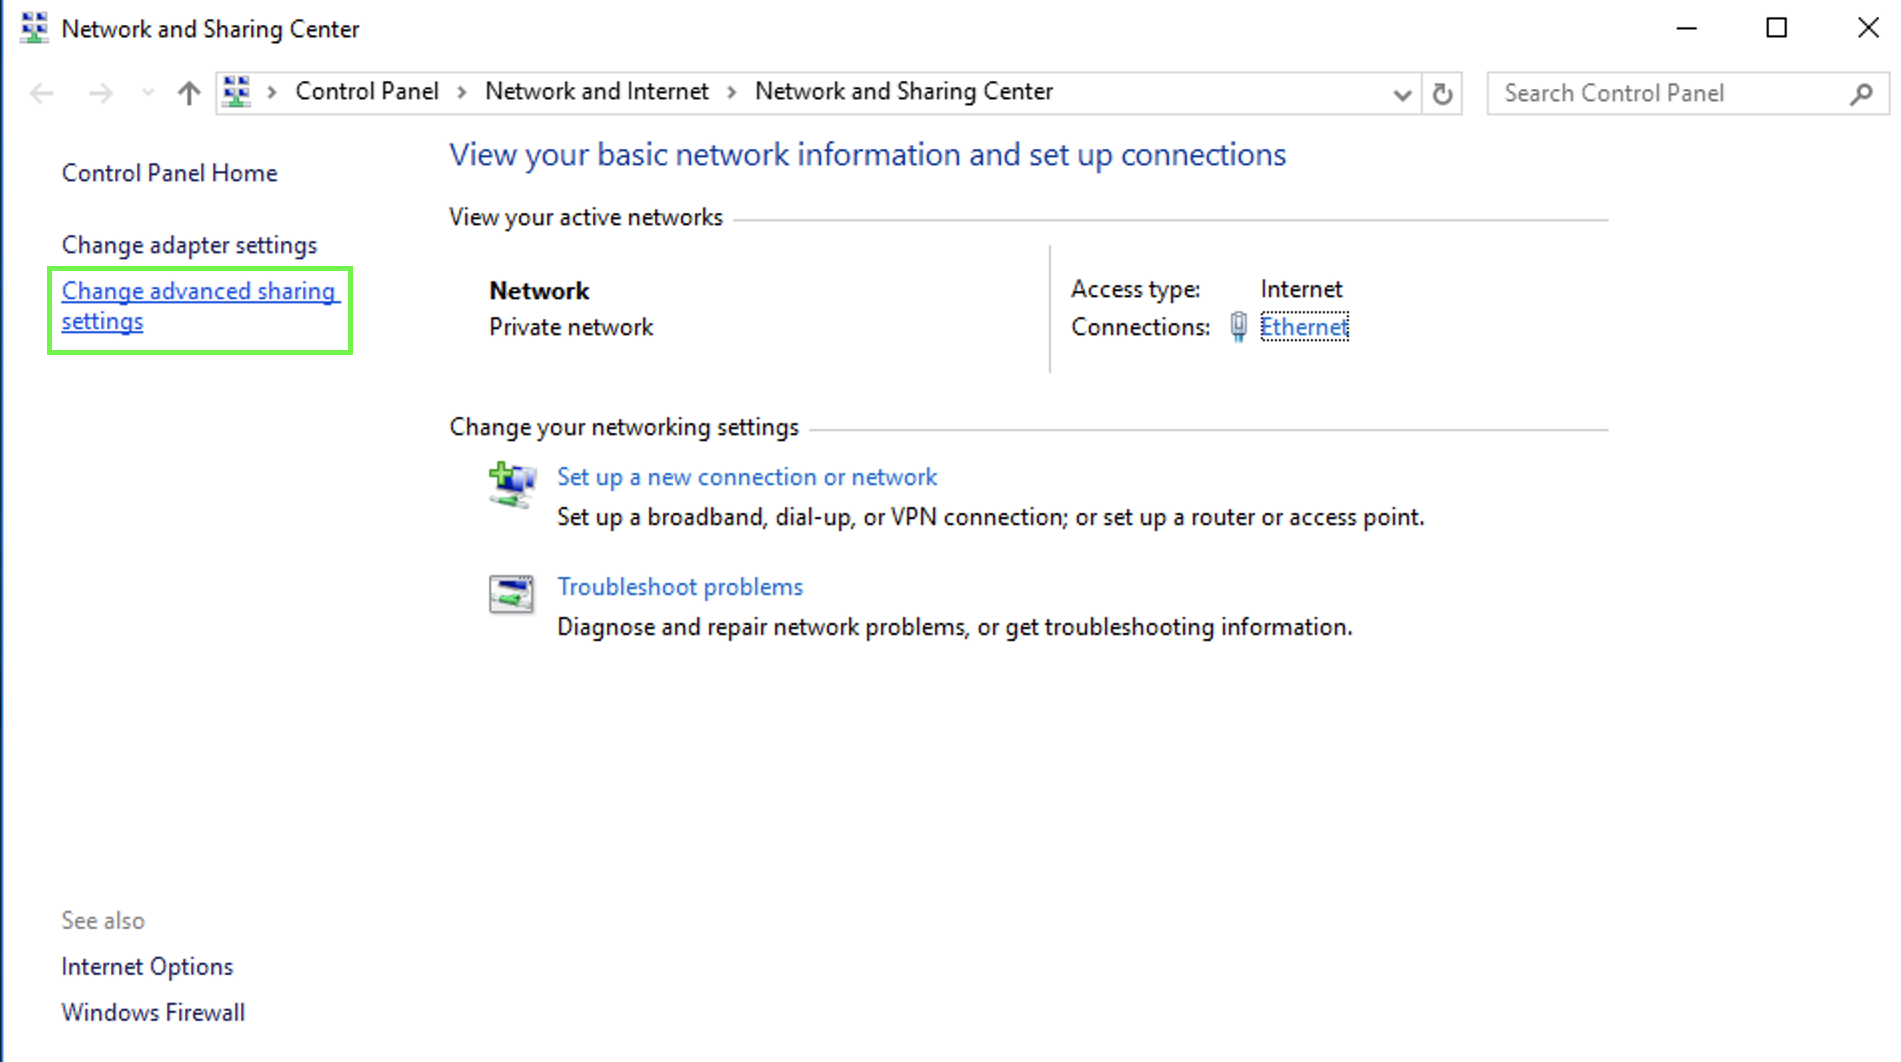 Network and Sharing Center
Control Panel > Network and Internet > Network and Sharing Center
Search Control Panel
Control Panel Home
Change adapter settings
Change advanced sharing
settings
View your basic network information and set up connections
View your active networks
Network
Private network
Access type: Internet
Connections: Ethernet
Change your networking settings
Set up a new connection or network
Set up a broadband, dial-up, or VPN connection; or set up a router or access point.
Troubleshoot problems
Diagnose and repair network problems, or get troubleshooting information.
See also
Internet Options
Windows Firewall